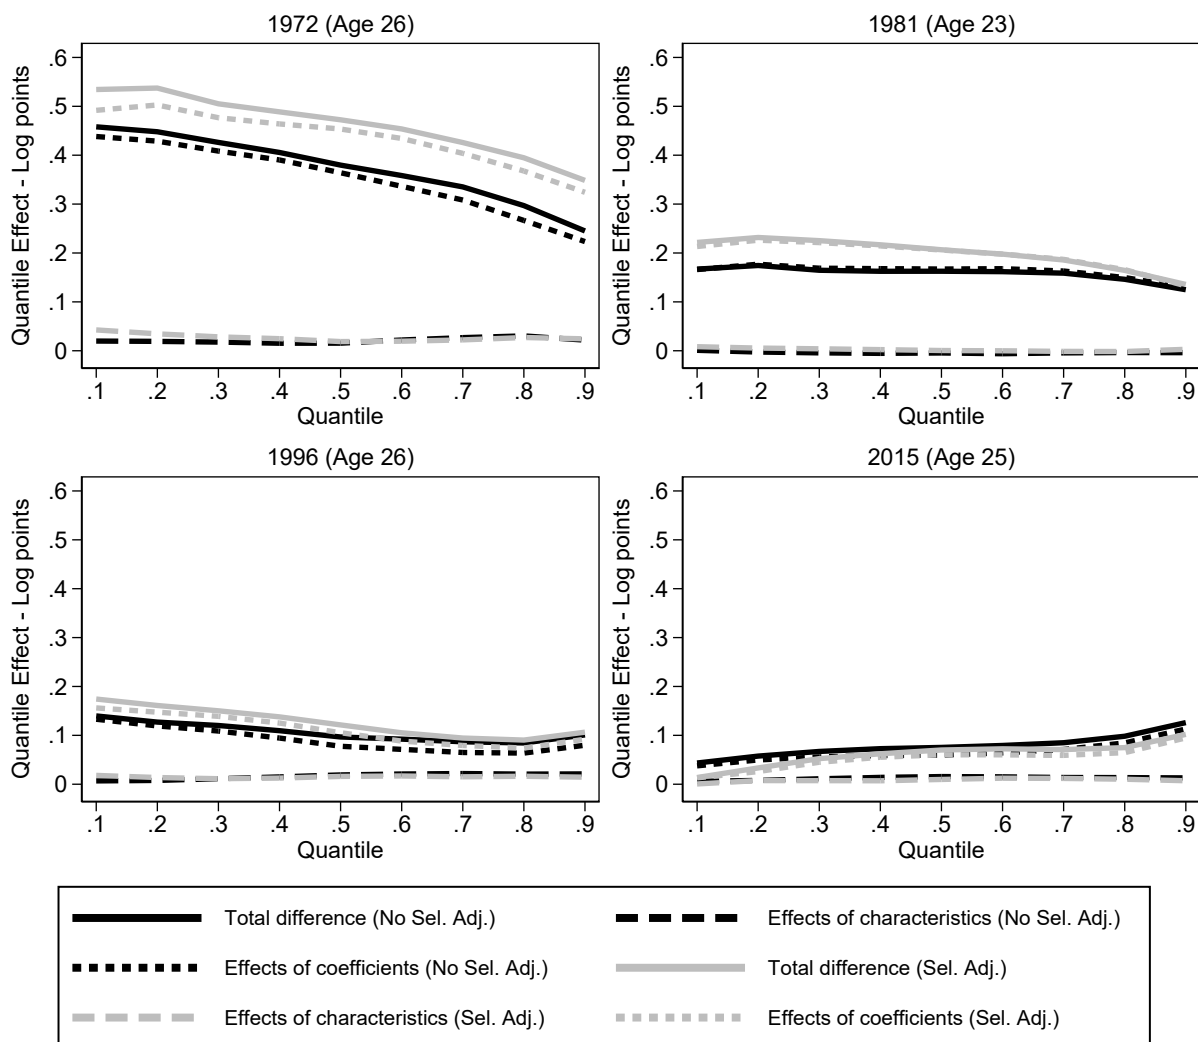 1972 (Age 26)
Quantile Effect - Log points
.6
.5
.4
.3
.2
.1
0
.1 .2 .3 .4 .5 .6 .7 .8 .9
Quantile
1981 (Age 23)
Quantile Effect - Log points
.6
.5
.4
.3
.2
.1
0
.1 .2 .3 .4 .5 .6 .7 .8 .9
Quantile
1996 (Age 26)
Quantile Effect - Log points
.6
.5
.4
.3
.2
.1
0
.1 .2 .3 .4 .5 .6 .7 .8 .9
Quantile
2015 (Age 25)
Quantile Effect - Log points
.6
.5
.4
.3
.2
.1
0
.1 .2 .3 .4 .5 .6 .7 .8 .9
Quantile
Total difference (No Sel. Adj.)
Effects of characteristics (No Sel. Adj.)
Effects of coefficients (No Sel. Adj.)
Total difference (Sel. Adj.)
Effects of characteristics (Sel. Adj.)
Effects of coefficients (Sel. Adj.)